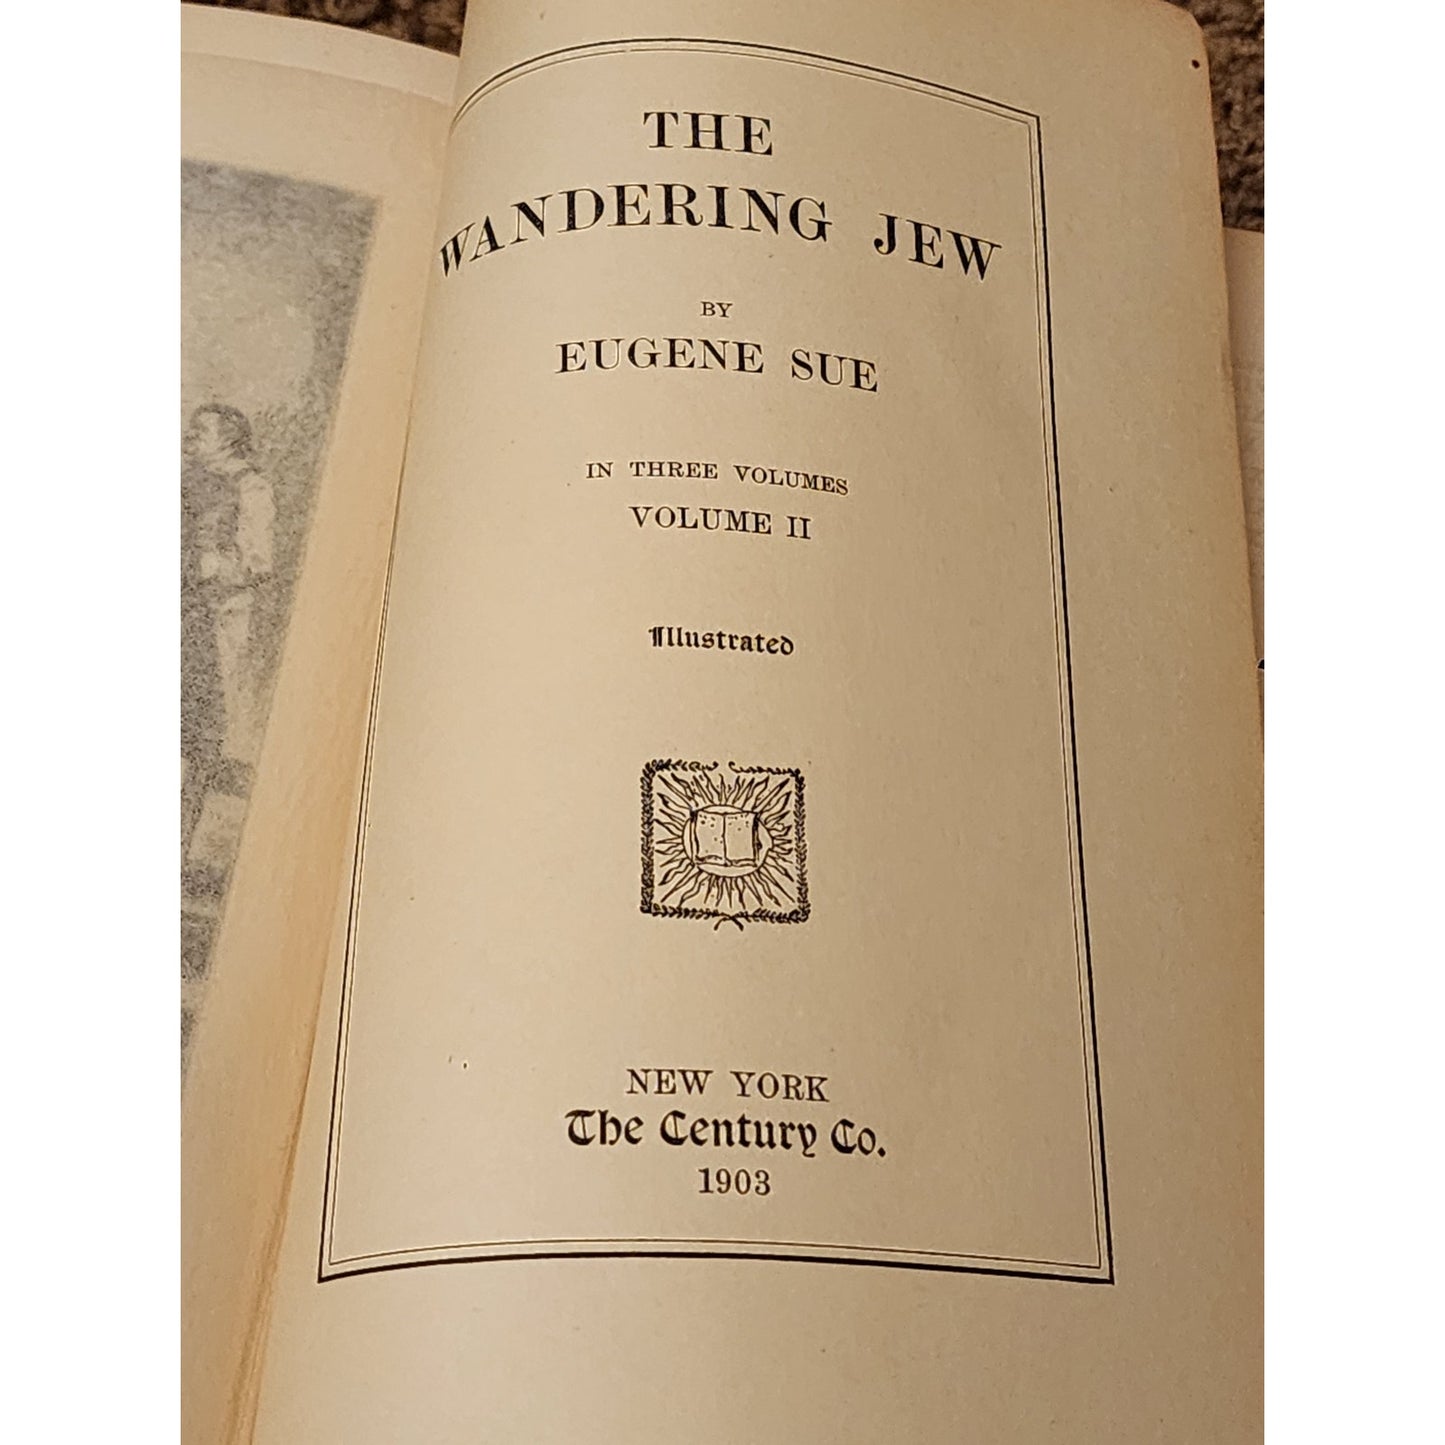 THE
WANDERING JEW
BY
EUGENE SUE
IN THREE VOLUMES
VOLUME II
Illustrated
NEW YORK
The Century Co.
1903